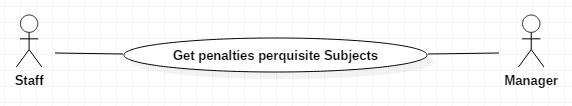 Get penalties perquisite Subjects
Staff
Manager